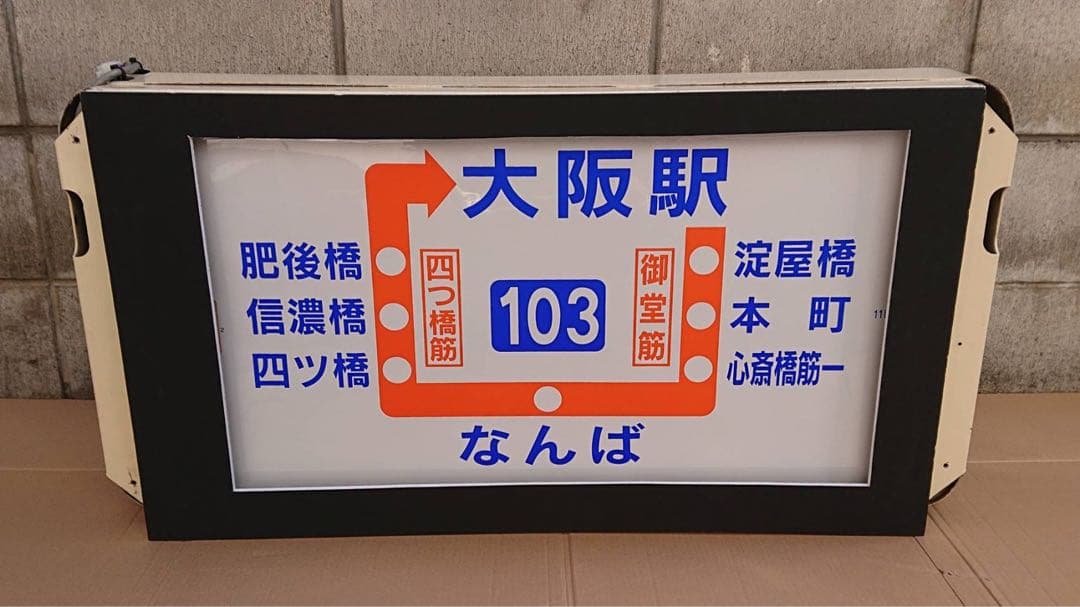 大阪駅
肥後橋
信濃橋
四ツ橋
四つ橋筋
103
御堂筋
淀屋橋
本町
心斎橋筋一
なんば